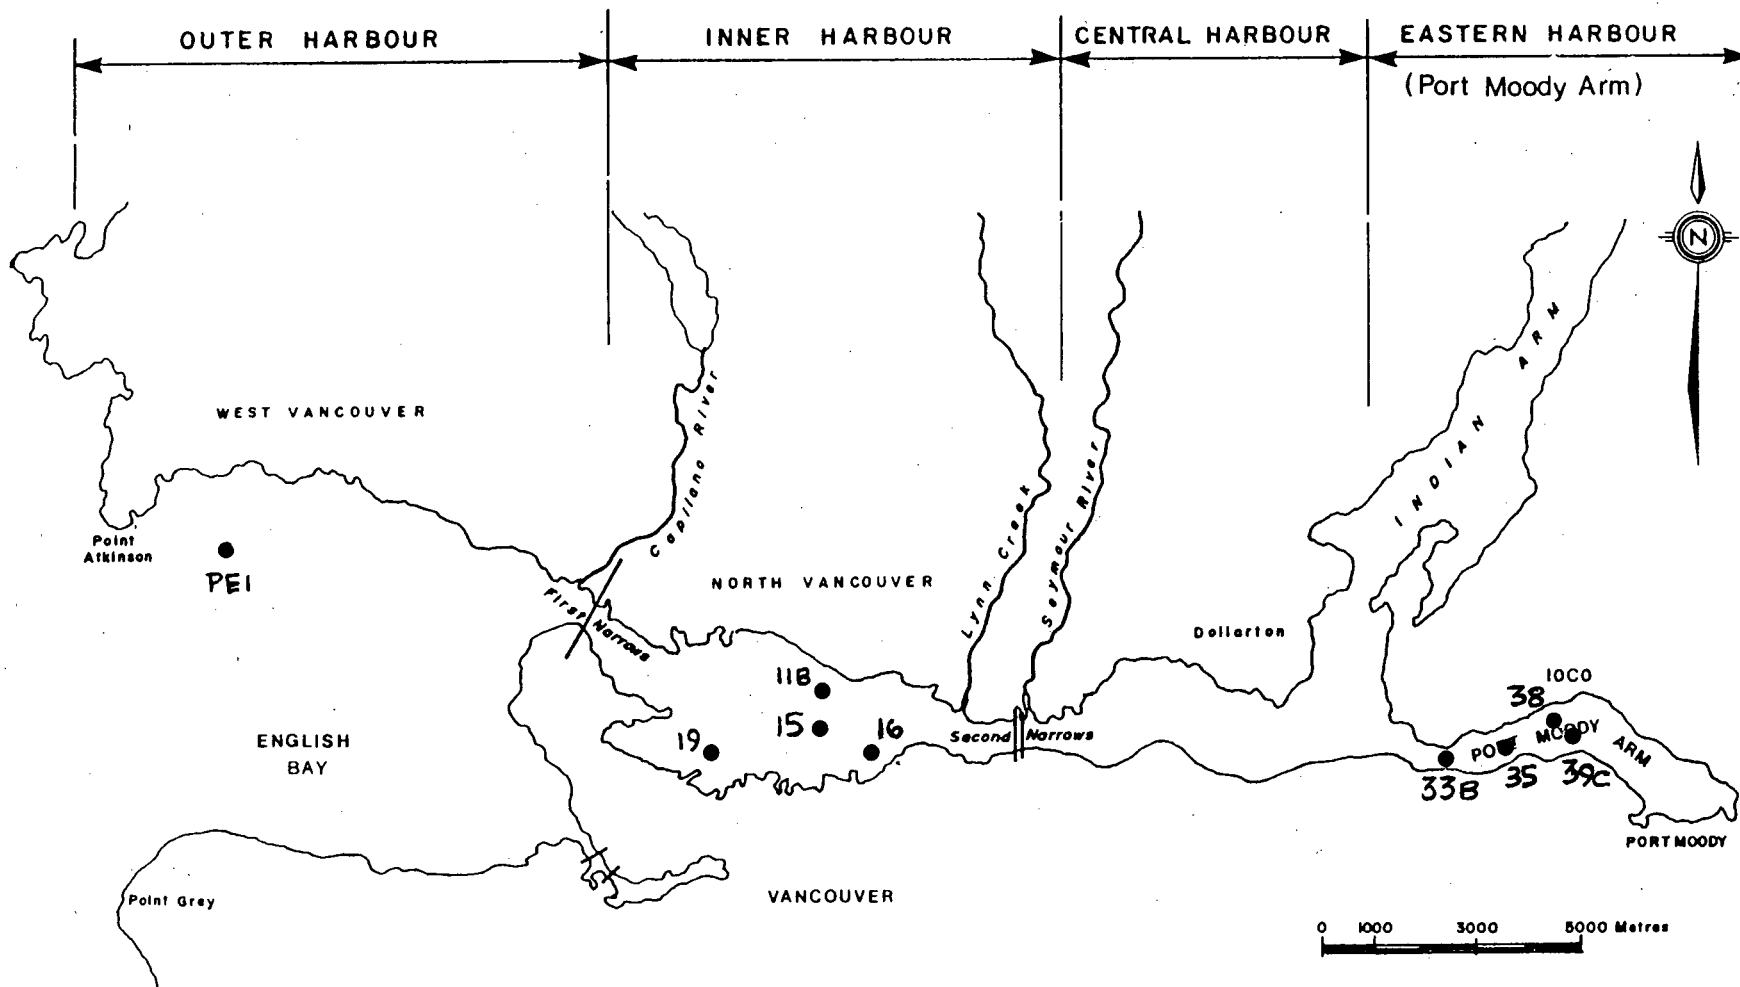 OUTER HARBOUR
INNER HARBOUR
CENTRAL HARBOUR
EASTERN HARBOUR
(Port Moody Arm)
N
INDIAN ARM
WEST VANCOUVER
Capilano River
Lynn Creek
Seymour River
Point
Atkinson
PE1
First Narrows
NORTH VANCOUVER
Dollarton
11B
15
16
19
Second Narrows
IOCO
38
PORT MOODY ARM
33B
35
39C
PORT MOODY
ENGLISH
BAY
Point Grey
VANCOUVER
0 1000 3000 5000 Metres